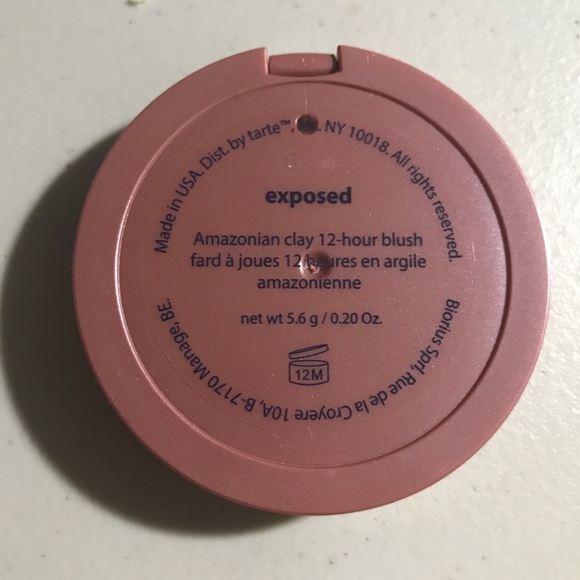 Made in USA. Dist. by tarte™, NY 10018. All rights reserved.
exposed
Amazonian clay 12-hour blush
fard à joues 12 heures en argile
amazonienne
net wt 5.6 g / 0.20 Oz.
12M
Biorius Sprl, Rue de la Croyere 10A, B-7170 Manage, BE.